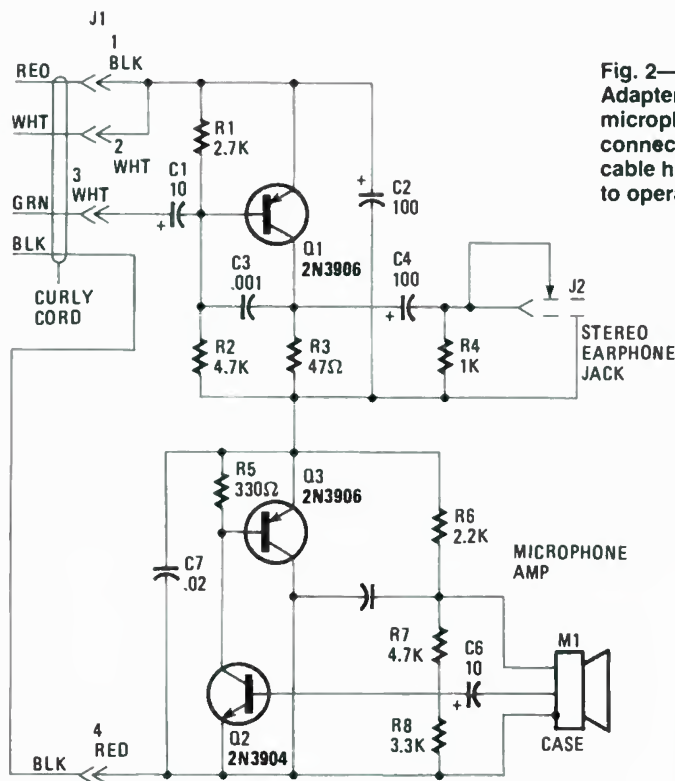 J1
1
BLK
REO
WHT
2
WHT
3
WHT
GRN
BLK
CURLY
CORD
R1
2.7K
C1
10
+
Q1
2N3906
C2
100
+
C3
.001
C4
100
+
R2
4.7K
R3
47Ω
R4
1K
J2
STEREO
EARPHONE
JACK
Fig. 2—
Adapter
microph
connec
cable h
to opera
R5
330Ω
Q3
2N3906
R6
2.2K
C7
.02
MICROPHONE
AMP
R7
4.7K
C6
10
+
M1
R8
3.3K
CASE
Q2
2N3904
4
RED
BLK